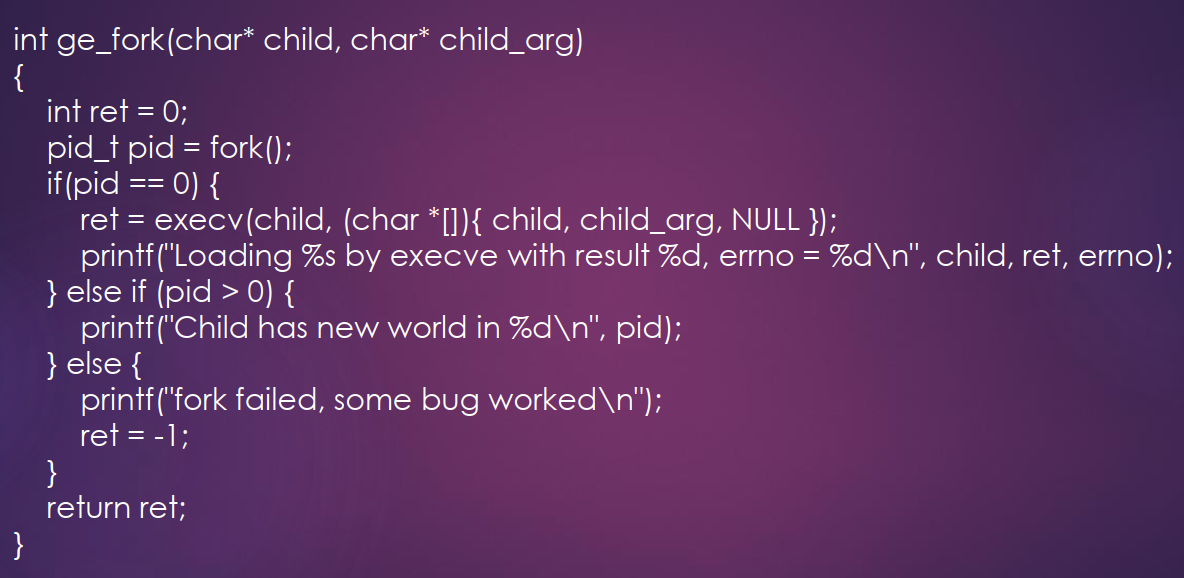 int ge_fork(char* child, char* child_arg)
{
int ret = 0;
pid_t pid = fork();
if(pid == 0) {
ret = execv(child, (char *[]){ child, child_arg, NULL });
printf("Loading %s by execve with result %d, errno = %d\n", child, ret, errno);
} else if (pid > 0) {
printf("Child has new world in %d\n", pid);
} else {
printf("fork failed, some bug worked\n");
ret = -1;
}
return ret;
}